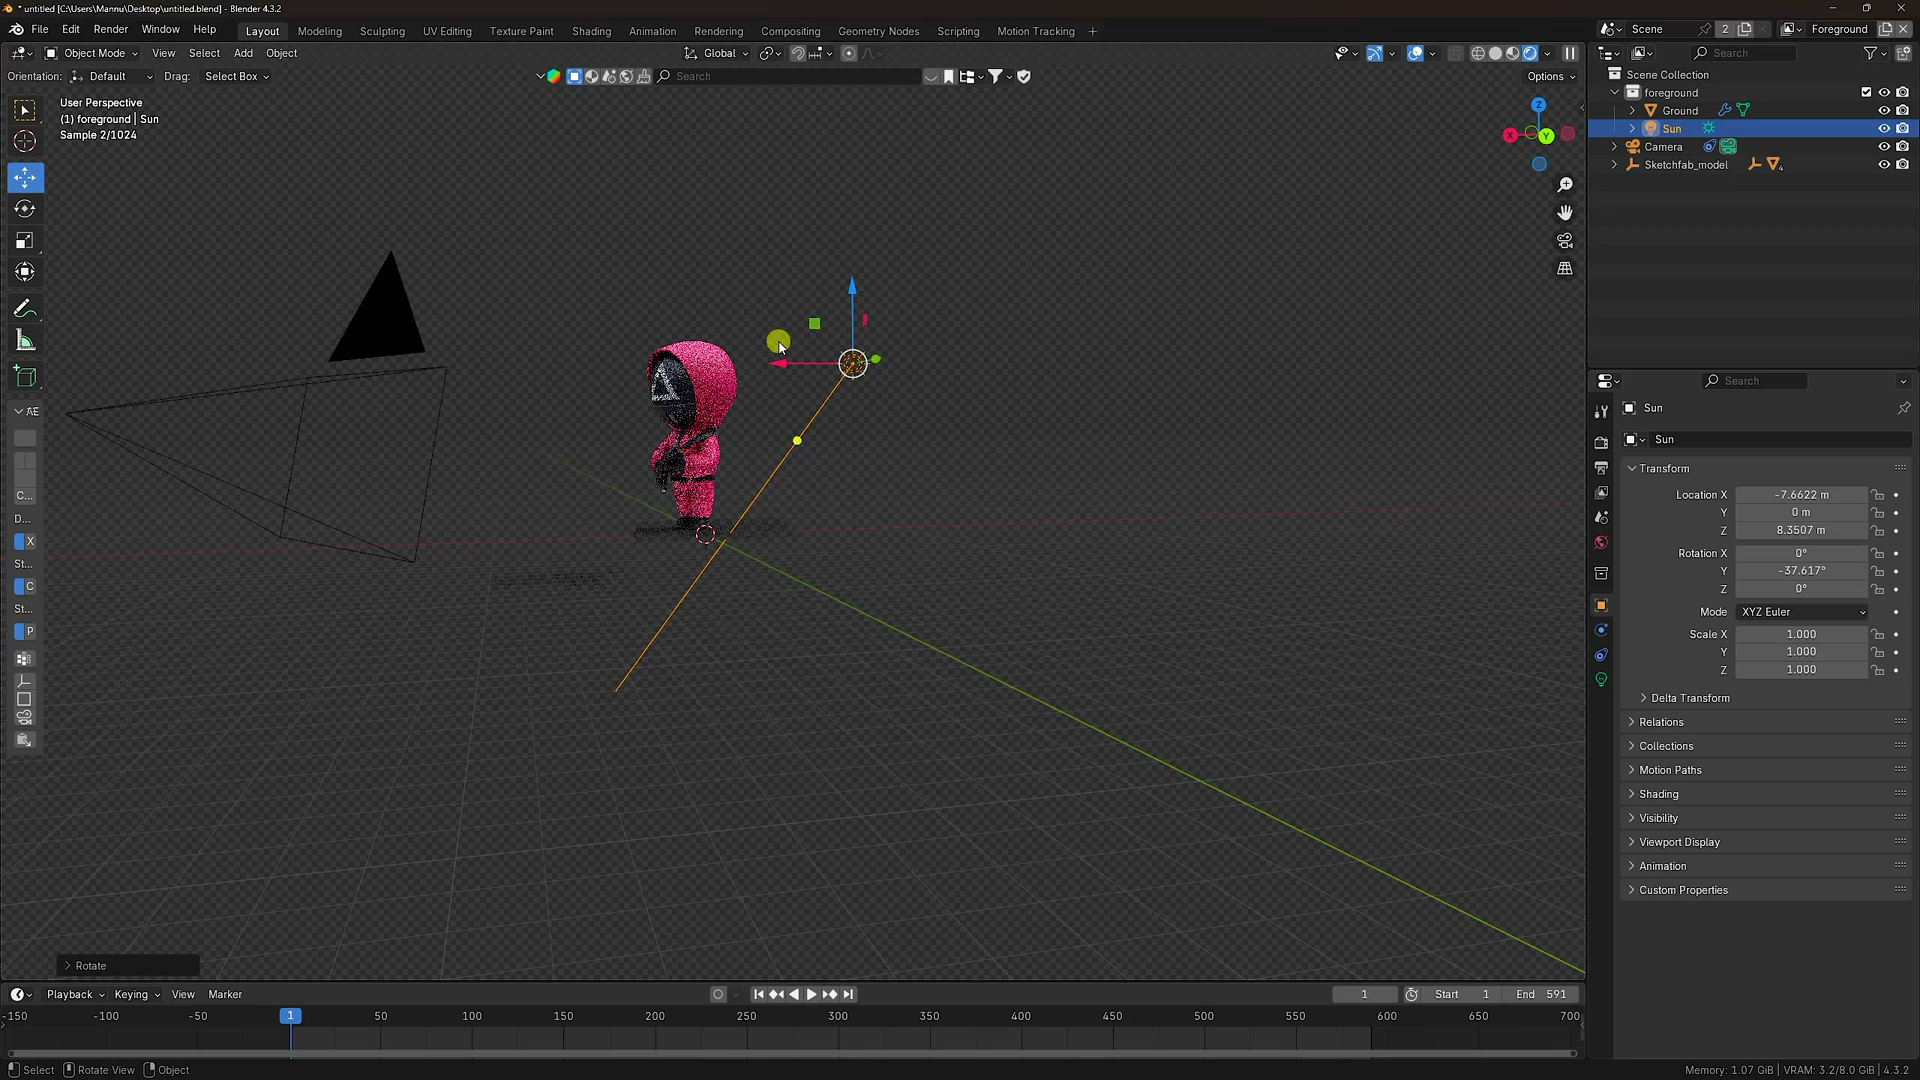 * untitled [C:\Users\Mannu\Desktop\untitled.blend] - Blender 4.3.2
File Edit Render Window Help Layout Modeling Sculpting UV Editing Texture Paint Shading Animation Rendering Compositing Geometry Nodes Scripting Motion Tracking Scene 2 Foreground
Object Mode View Select Add Object Global Search
Orientation: Default Drag: Select Box Search Options
Scene Collection
foreground
Ground
Sun
Camera
Sketchfab_model
User Perspective
(1) foreground | Sun
Sample 2/1024
Z
X
Y
AE
C...
D...
X
St...
C
St...
P
Search
Sun
Sun
Transform
Location X -7.6622 m
Y 0 m
Z 8.3507 m
Rotation X 0°
Y -37.617°
Z 0°
Mode XYZ Euler
Scale X 1.000
Y 1.000
Z 1.000
Delta Transform
Relations
Collections
Motion Paths
Shading
Visibility
Viewport Display
Animation
Custom Properties
Rotate
Playback Keying View Marker 1 Start 1 End 591
-150 -100 -50 1 50 100 150 200 250 300 350 400 450 500 550 600 650 700
Select Rotate View Object Memory: 1.07 GiB | VRAM: 3.2/8.0 GiB | 4.3.2